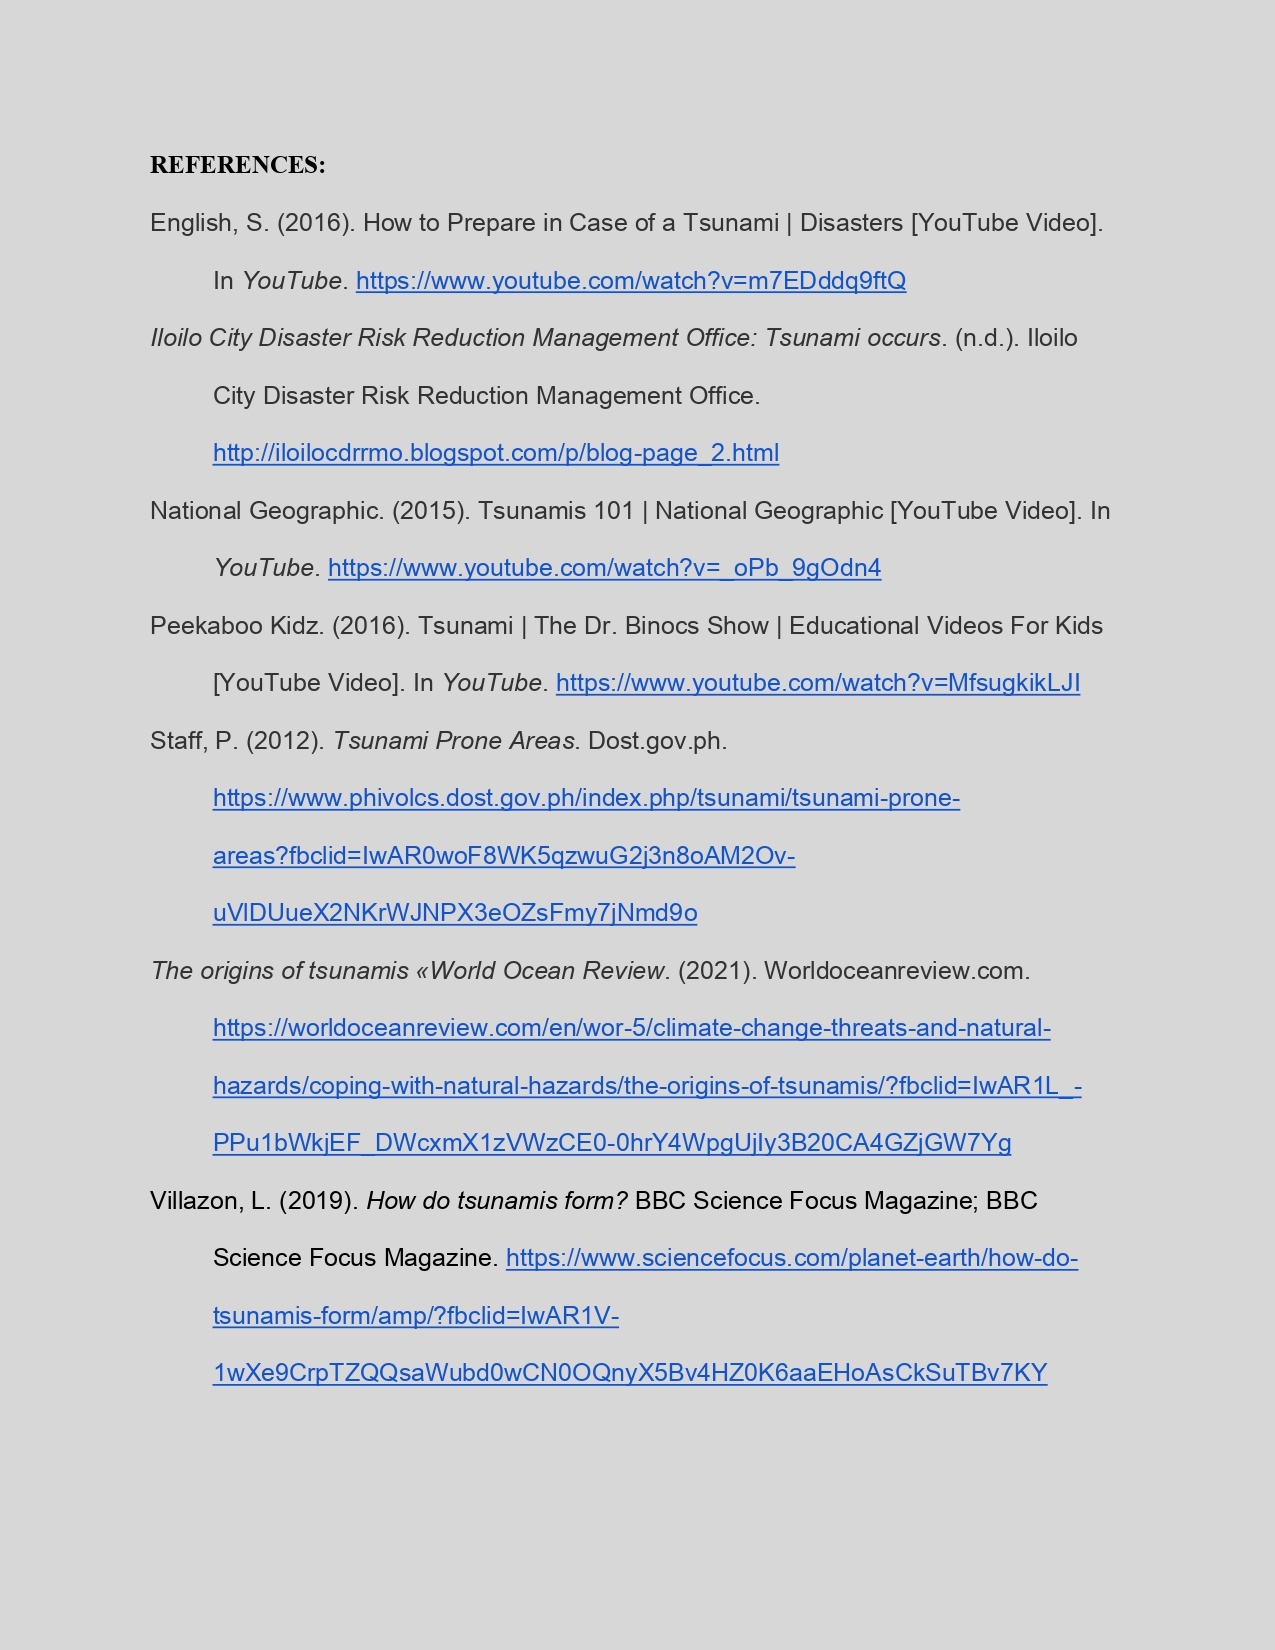 REFERENCES:
English, S. (2016). How to Prepare in Case of a Tsunami | Disasters [YouTube Video].
In YouTube. https://www.youtube.com/watch?v=m7EDddq9ftQ
Iloilo City Disaster Risk Reduction Management Office: Tsunami occurs. (n.d.). Iloilo
City Disaster Risk Reduction Management Office.
http://iloilocdrrmo.blogspot.com/p/blog-page_2.html
National Geographic. (2015). Tsunamis 101 | National Geographic [YouTube Video]. In
YouTube. https://www.youtube.com/watch?v=_oPb_9gOdn4
Peekaboo Kidz. (2016). Tsunami | The Dr. Binocs Show | Educational Videos For Kids
[YouTube Video]. In YouTube. https://www.youtube.com/watch?v=MfsugkikLJI
Staff, P. (2012). Tsunami Prone Areas. Dost.gov.ph.
https://www.phivolcs.dost.gov.ph/index.php/tsunami/tsunami-prone-
areas?fbclid=IwAR0woF8WK5qzwuG2j3n8oAM2Ov-
uVlDUueX2NKrWJNPX3eOZsFmy7jNmd9o
The origins of tsunamis «World Ocean Review. (2021). Worldoceanreview.com.
https://worldoceanreview.com/en/wor-5/climate-change-threats-and-natural-
hazards/coping-with-natural-hazards/the-origins-of-tsunamis/?fbclid=IwAR1L_-
PPu1bWkjEF_DWcxmX1zVWzCE0-0hrY4WpgUjIy3B20CA4GZjGW7Yg
Villazon, L. (2019). How do tsunamis form? BBC Science Focus Magazine; BBC
Science Focus Magazine. https://www.sciencefocus.com/planet-earth/how-do-
tsunamis-form/amp/?fbclid=IwAR1V-
1wXe9CrpTZQQsaWubd0wCN0OQnyX5Bv4HZ0K6aaEHoAsCkSuTBv7KY